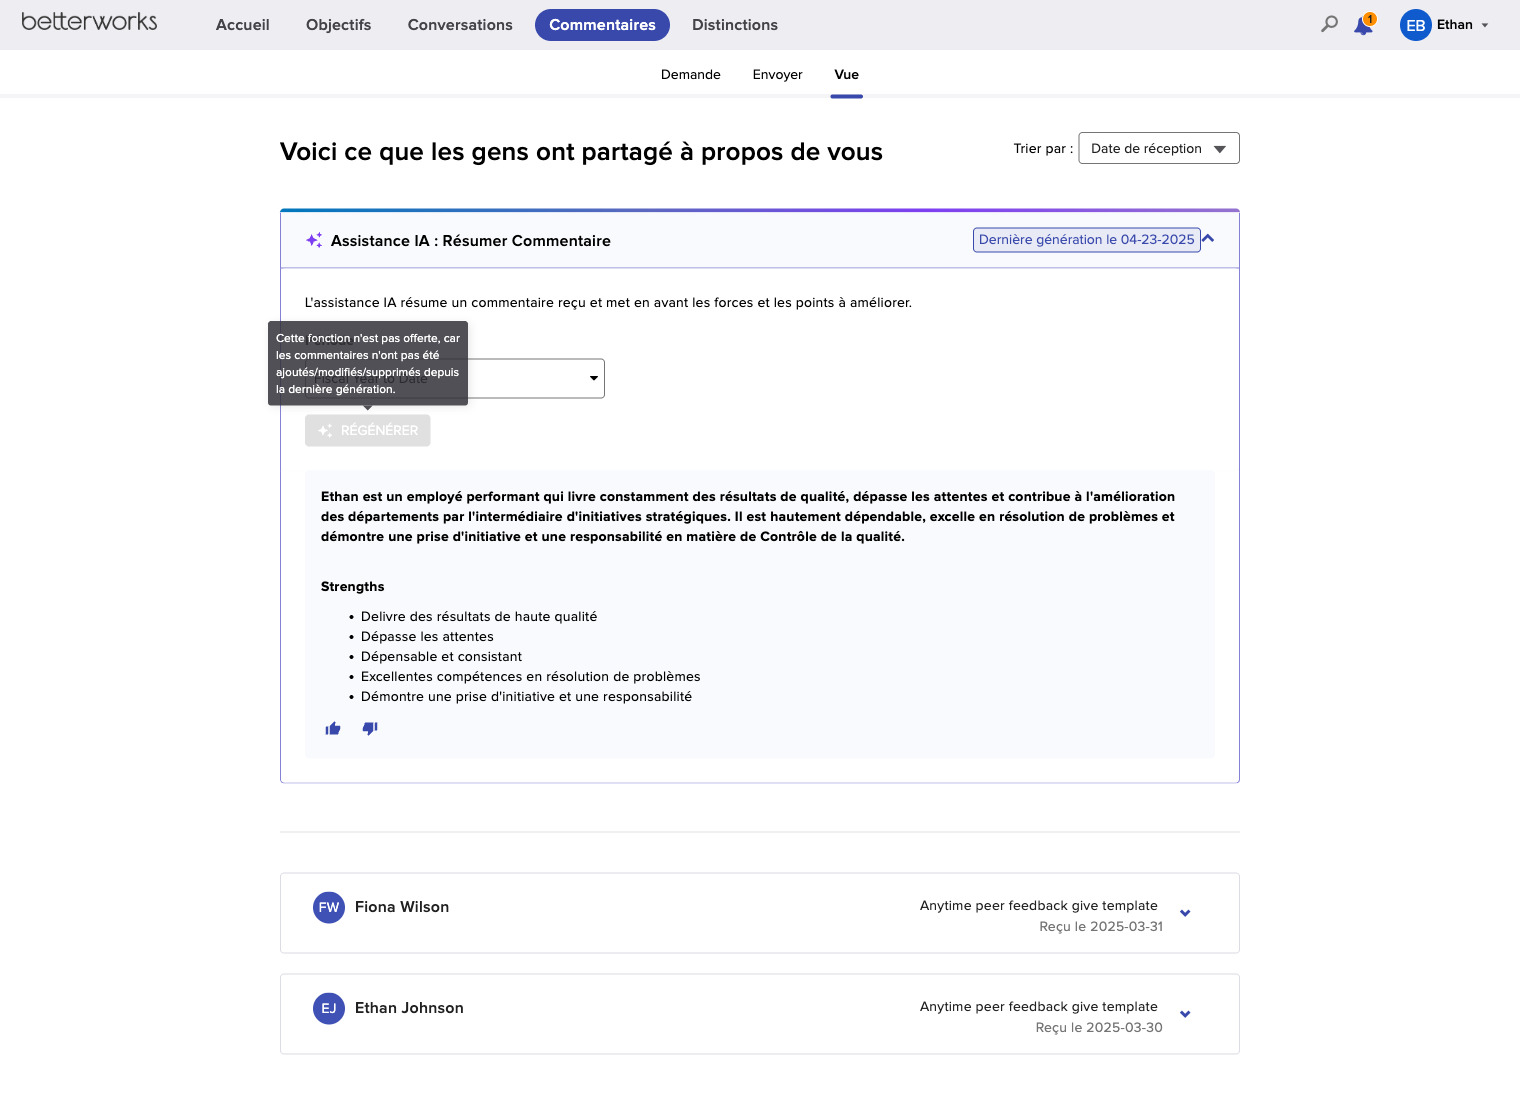 betterworks
Accueil
Objectifs
Conversations
Commentaires
Distinctions
1
EB
Ethan
Demande
Envoyer
Vue
Voici ce que les gens ont partagé à propos de vous
Trier par :
Date de réception
Assistance IA : Résumer Commentaire
Dernière génération le 04-23-2025
L'assistance IA résume un commentaire reçu et met en avant les forces et les points à améliorer.
Cette fonction n'est pas offerte, car
les commentaires n'ont pas été
ajoutés/modifiés/supprimés depuis
la dernière génération.
Fiscal Year to Date
RÉGÉNÉRER
Ethan est un employé performant qui livre constamment des résultats de qualité, dépasse les attentes et contribue à l'amélioration
des départements par l'intermédiaire d'initiatives stratégiques. Il est hautement dépendable, excelle en résolution de problèmes et
démontre une prise d'initiative et une responsabilité en matière de Contrôle de la qualité.
Strengths
• Delivre des résultats de haute qualité
• Dépasse les attentes
• Dépensable et consistant
• Excellentes compétences en résolution de problèmes
• Démontre une prise d'initiative et une responsabilité
FW
Fiona Wilson
Anytime peer feedback give template
Reçu le 2025-03-31
EJ
Ethan Johnson
Anytime peer feedback give template
Reçu le 2025-03-30